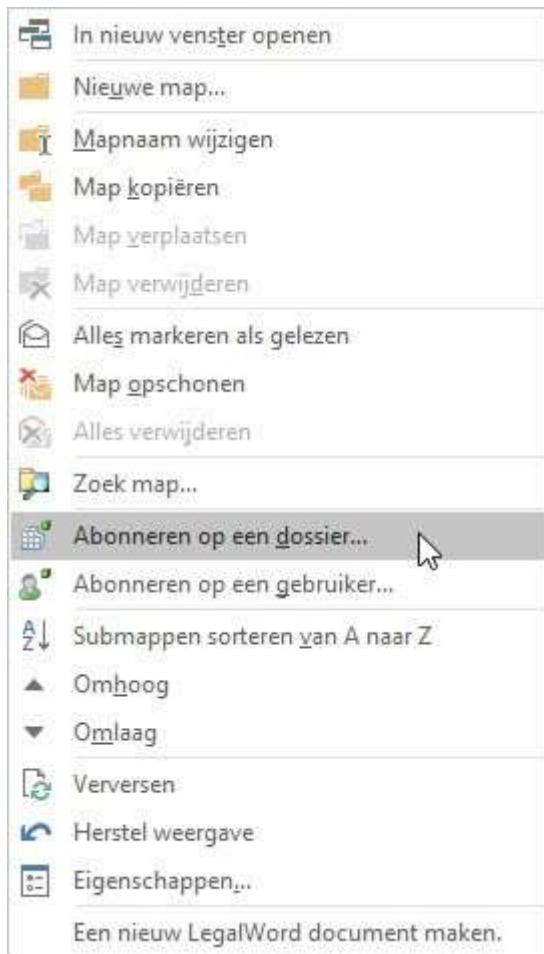 In nieuw venster openen
Nieuwe map...
Mapnaam wijzigen
Map kopiëren
Map verplaatsen
Map verwijderen
Alles markeren als gelezen
Map opschonen
Alles verwijderen
Zoek map...
Abonneren op een dossier...
Abonneren op een gebruiker...
Submappen sorteren van A naar Z
Omhoog
Omlaag
Verversen
Herstel weergave
Eigenschappen...
Een nieuw LegalWord document maken.